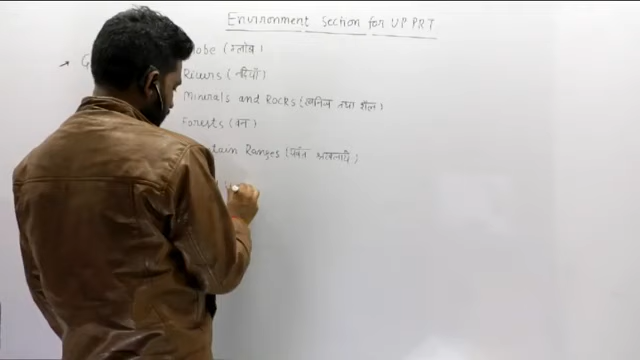 Environment Section for UP PRT
lobe (ग्लोब)
Rivers (नदियाँ)
Minerals and Rocks (खनिज तथा शैल)
Forests (वन)
tain Ranges (पर्वत श्रृंखलायें)